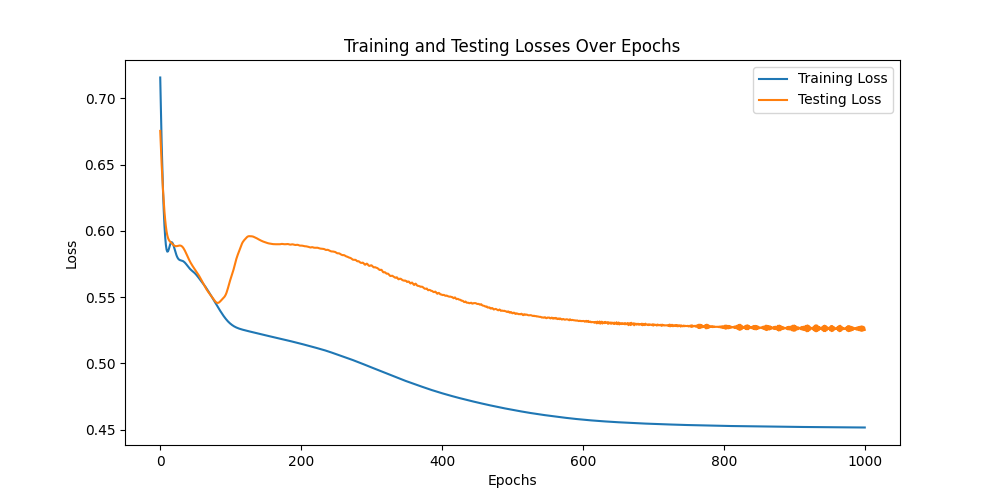 Training and Testing Losses Over Epochs
Training Loss
Testing Loss
Loss
0.70
0.65
0.60
0.55
0.50
0.45
0
200
400
600
800
1000
Epochs